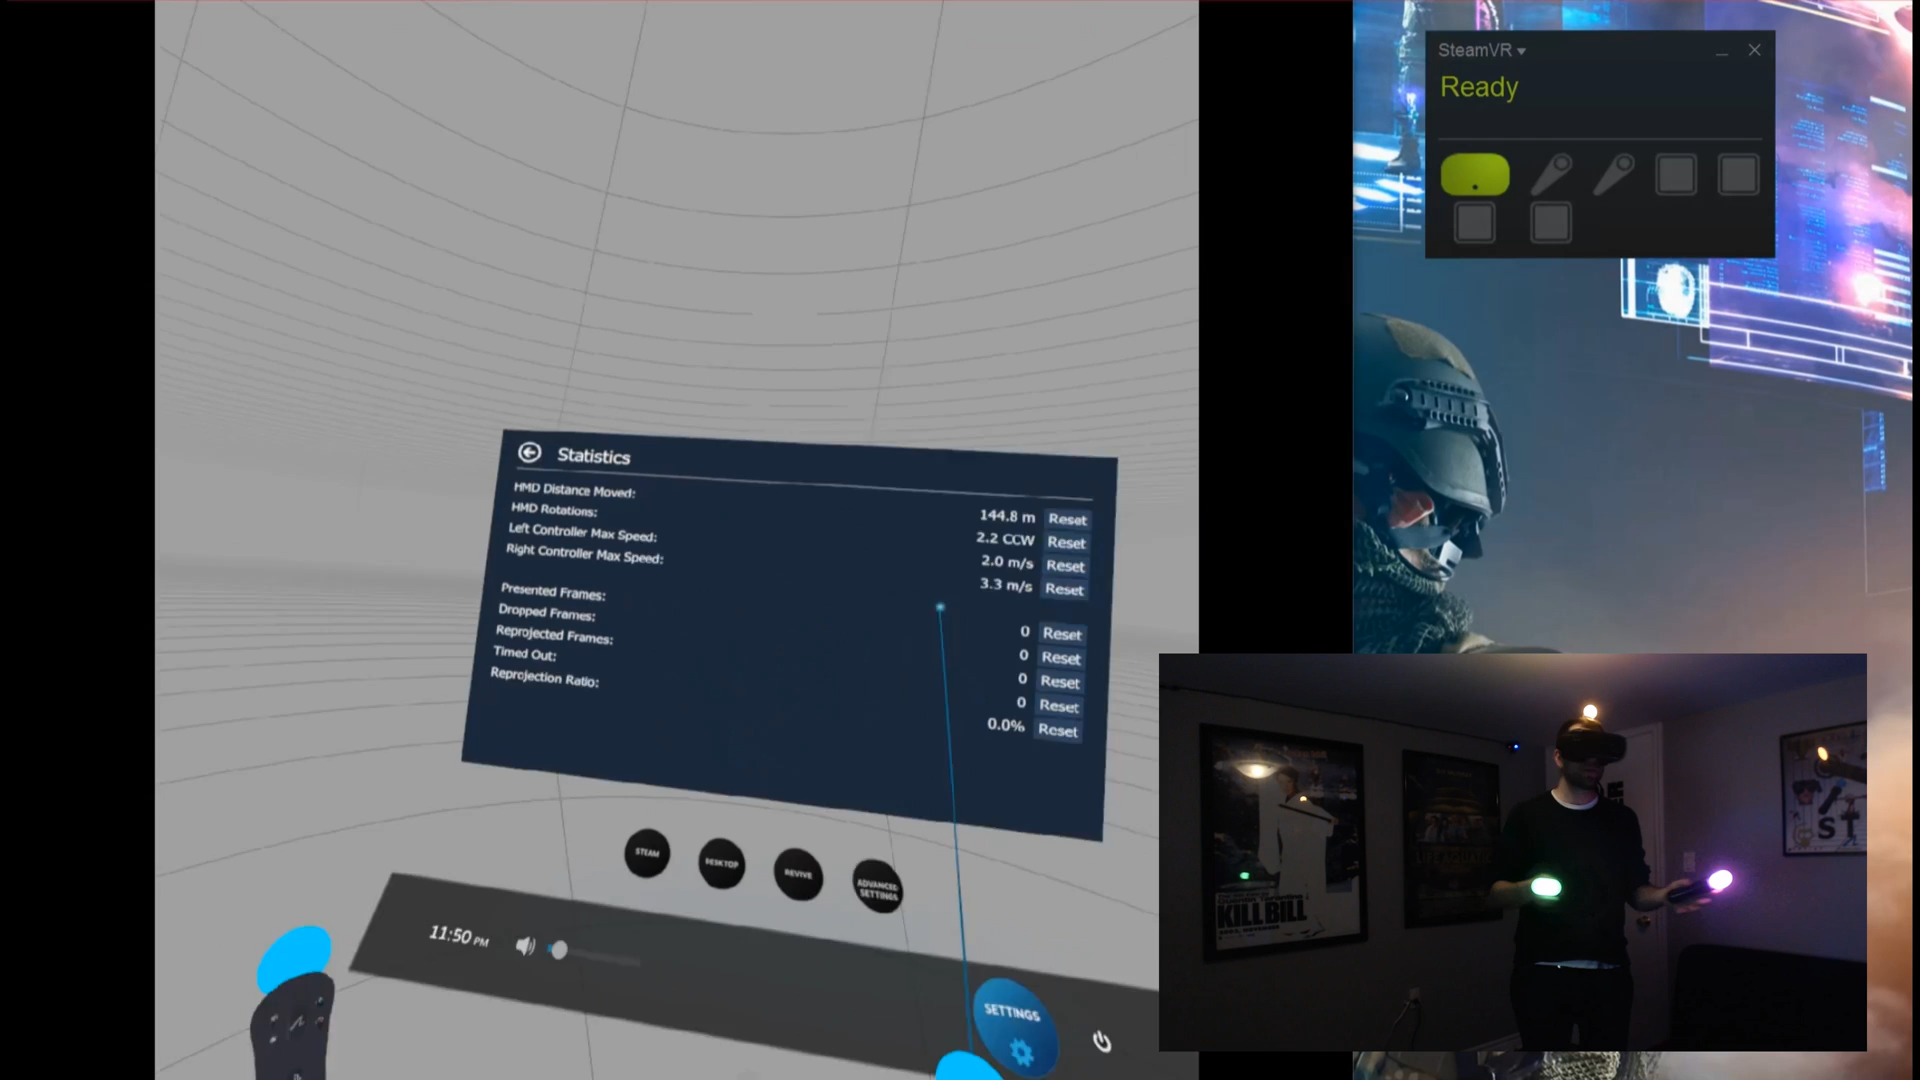 SteamVR
Ready
Statistics
HMD Distance Moved: 144.8 m Reset
HMD Rotations: 2.2 CCW Reset
Left Controller Max Speed: 2.0 m/s Reset
Right Controller Max Speed: 3.3 m/s Reset
Presented Frames: 0 Reset
Dropped Frames: 0 Reset
Reprojected Frames: 0 Reset
Timed Out: 0 Reset
Reprojection Ratio: 0.0% Reset
STEAM
DESKTOP
REVIVE
ADVANCED
SETTINGS
11:50 PM
SETTINGS
KILL BILL